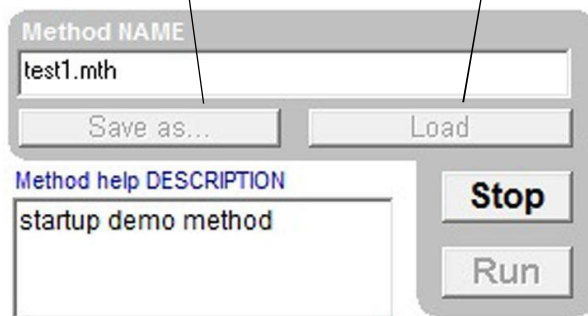 Method NAME
test1.mth
Save as... Load
Method help DESCRIPTION
startup demo method
Stop
Run